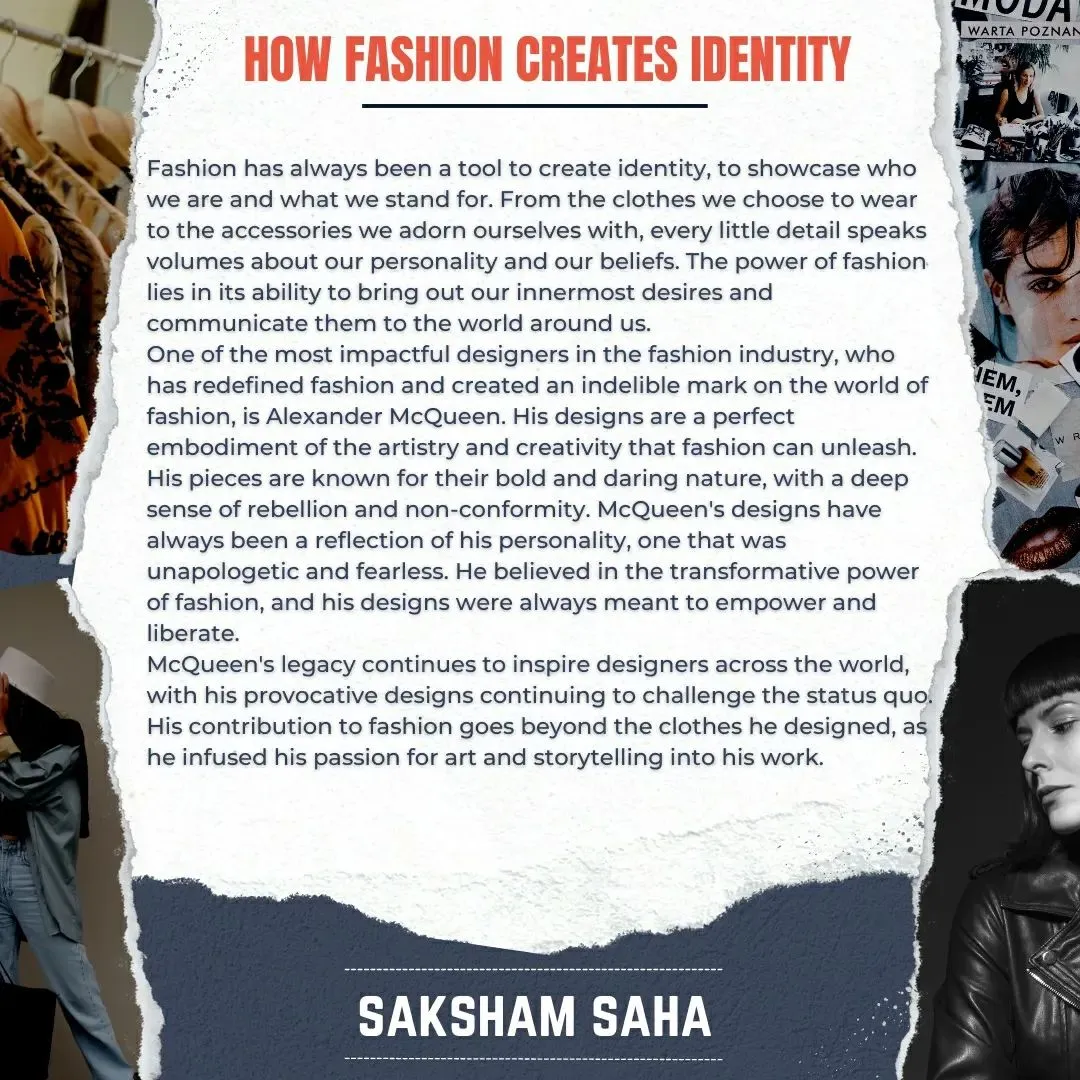 HOW FASHION CREATES IDENTITY
Fashion has always been a tool to create identity, to showcase who
we are and what we stand for. From the clothes we choose to wear
to the accessories we adorn ourselves with, every little detail speaks
volumes about our personality and our beliefs. The power of fashion
lies in its ability to bring out our innermost desires and
communicate them to the world around us.
One of the most impactful designers in the fashion industry, who
has redefined fashion and created an indelible mark on the world of
fashion, is Alexander McQueen. His designs are a perfect
embodiment of the artistry and creativity that fashion can unleash.
His pieces are known for their bold and daring nature, with a deep
sense of rebellion and non-conformity. McQueen's designs have
always been a reflection of his personality, one that was
unapologetic and fearless. He believed in the transformative power
of fashion, and his designs were always meant to empower and
liberate.
McQueen's legacy continues to inspire designers across the world,
with his provocative designs continuing to challenge the status quo.
His contribution to fashion goes beyond the clothes he designed, as
he infused his passion for art and storytelling into his work.
SAKSHAM SAHA
MODA
WARTA POZNAN